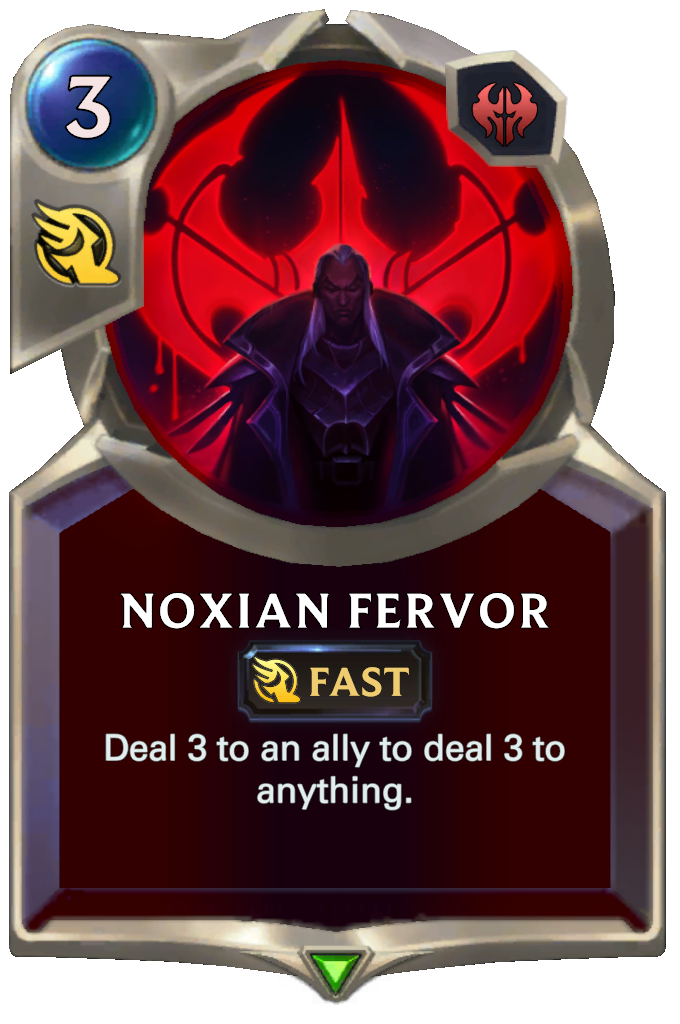 3
NOXIAN FERVOR
FAST
Deal 3 to an ally to deal 3 to
anything.